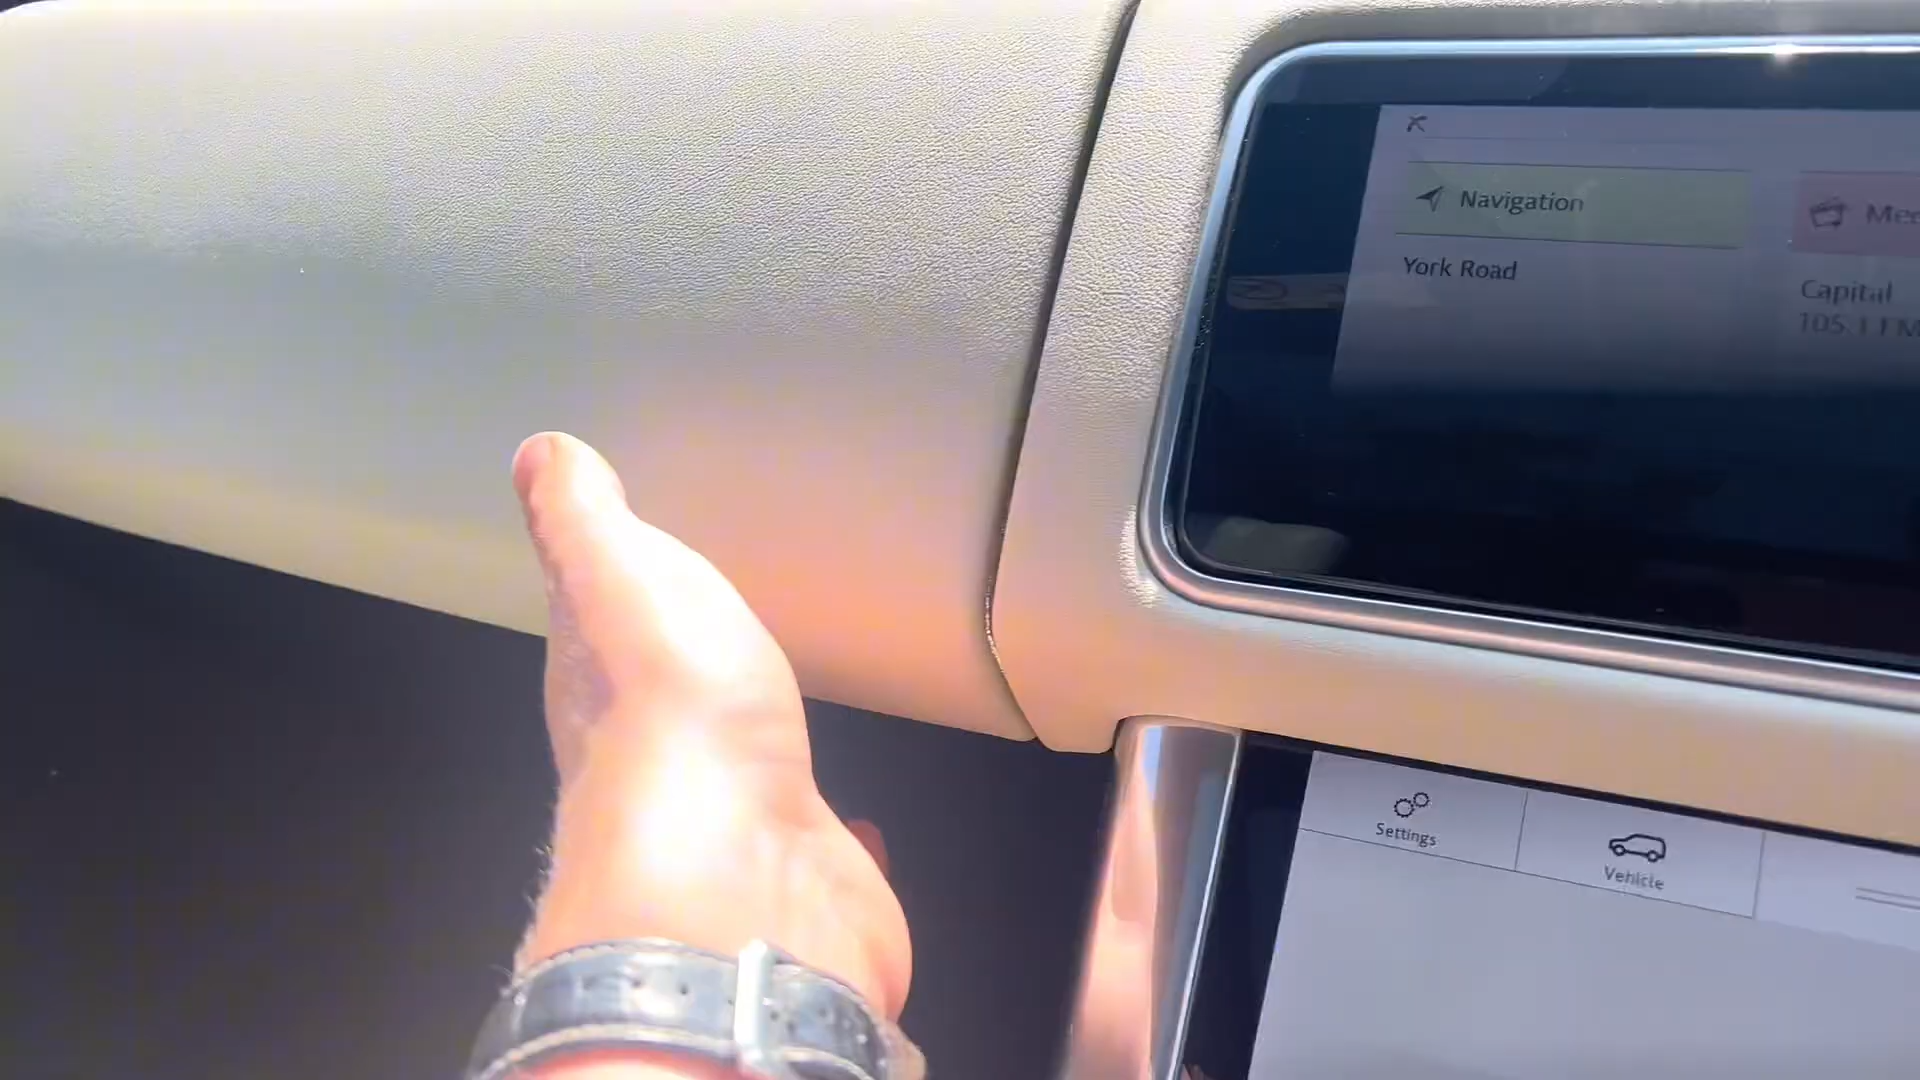 Navigation
York Road
Capital
Settings
Vehicle